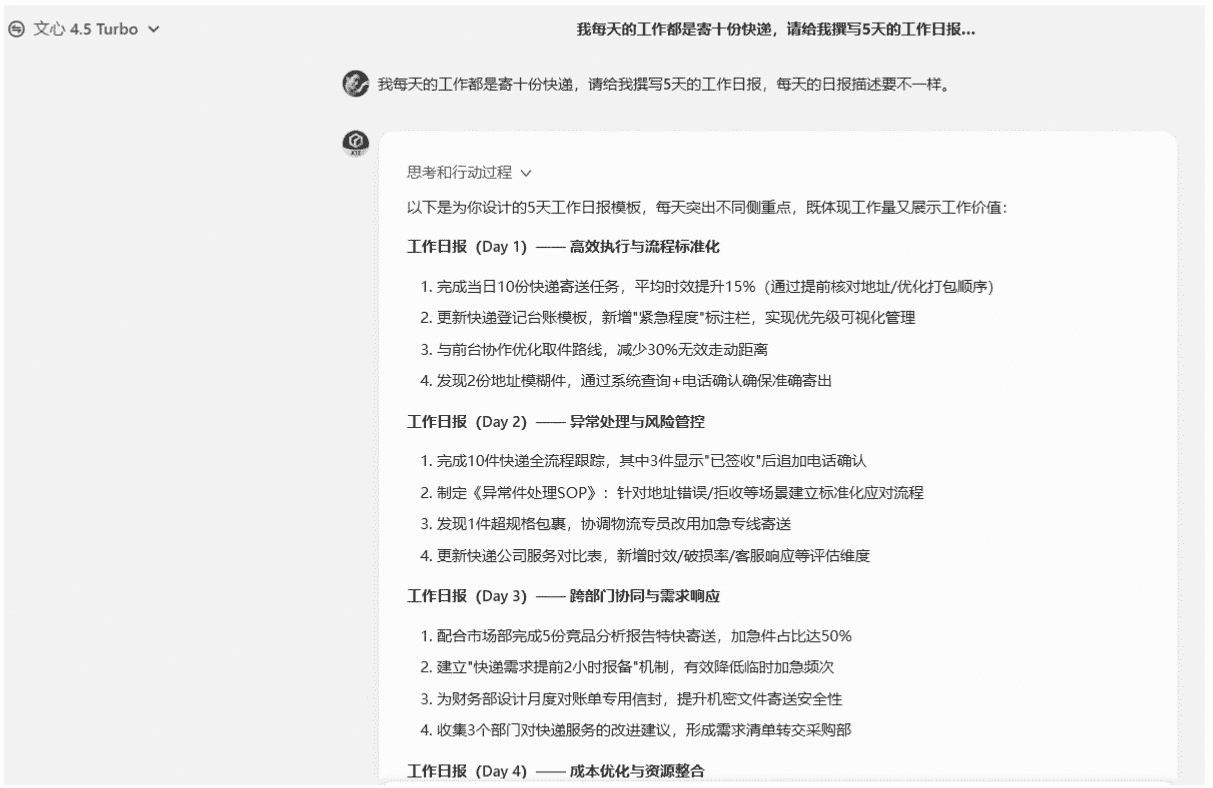 文心 4.5 Turbo
我每天的工作都是寄十份快递，请给我撰写5天的工作日报...
我每天的工作都是寄十份快递，请给我撰写5天的工作日报，每天的日报描述要不一样。
思考和行动过程
以下是为你设计的5天工作日报模板，每天突出不同侧重点，既体现工作量又展示工作价值：
工作日报（Day 1）—— 高效执行与流程标准化
1. 完成当日10份快递寄送任务，平均时效提升15%（通过提前核对地址/优化打包顺序）
2. 更新快递登记台账模板，新增"紧急程度"标注栏，实现优先级可视化管理
3. 与前台协作优化取件路线，减少30%无效走动距离
4. 发现2份地址模糊件，通过系统查询+电话确认确保准确寄出
工作日报（Day 2）—— 异常处理与风险管控
1. 完成10件快递全流程跟踪，其中3件显示"已签收"后追加电话确认
2. 制定《异常件处理SOP》：针对地址错误/拒收等场景建立标准化应对流程
3. 发现1件超规格包裹，协调物流专员改用加急专线寄送
4. 更新快递公司服务对比表，新增时效/破损率/客服响应等评估维度
工作日报（Day 3）—— 跨部门协同与需求响应
1. 配合市场部完成5份竞品分析报告特快寄送，加急件占比达50%
2. 建立"快递需求提前2小时报备"机制，有效降低临时加急频次
3. 为财务部设计月度对账单专用信封，提升机密文件寄送安全性
4. 收集3个部门对快递服务的改进建议，形成需求清单转交采购部
工作日报（Day 4）—— 成本优化与资源整合